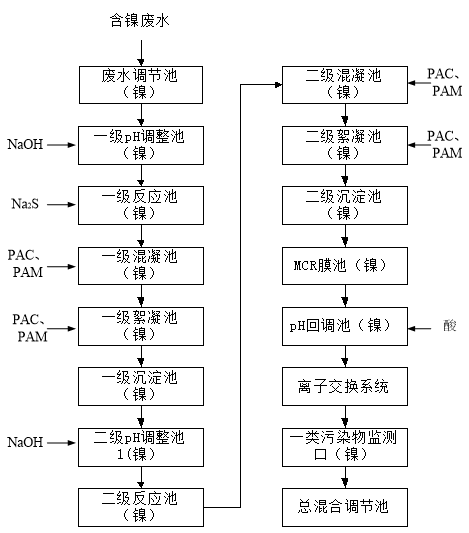 含镍废水
废水调节池
（镍）
NaOH
一级pH调整池
（镍）
Na₂S
一级反应池
（镍）
PAC、
PAM
一级混凝池
（镍）
PAC、
PAM
一级絮凝池
（镍）
一级沉淀池
（镍）
NaOH
二级pH调整池
1(镍）
二级反应池
（镍）
二级混凝池
（镍）
PAC、
PAM
二级絮凝池
（镍）
PAC、
PAM
二级沉淀池
（镍）
MCR膜池（镍）
pH回调池（镍）
酸
离子交换系统
一类污染物监测
口（镍）
总混合调节池